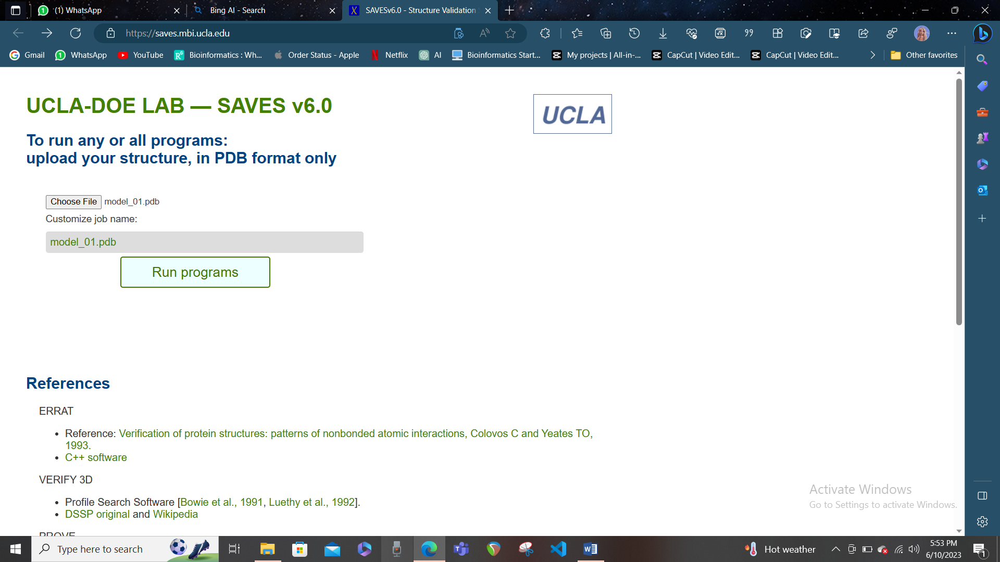 (1) WhatsApp
Bing AI - Search
SAVESv6.0 - Structure Validation
https://saves.mbi.ucla.edu
Gmail
WhatsApp
YouTube
Bioinformatics : Wh...
Order Status - Apple
Netflix
AI
Bioinformatics Start...
My projects | All-in-...
CapCut | Video Edit...
CapCut | Video Edit...
Other favorites
UCLA-DOE LAB — SAVES v6.0
UCLA
To run any or all programs:
upload your structure, in PDB format only
Choose File model_01.pdb
Customize job name:
model_01.pdb
Run programs
References
ERRAT
• Reference: Verification of protein structures: patterns of nonbonded atomic interactions, Colovos C and Yeates TO,
1993.
• C++ software
VERIFY 3D
• Profile Search Software [Bowie et al., 1991, Luethy et al., 1992].
• DSSP original and Wikipedia
PROVE
Activate Windows
Go to Settings to activate Windows.
Type here to search
Hot weather
5:53 PM
6/10/2023
1